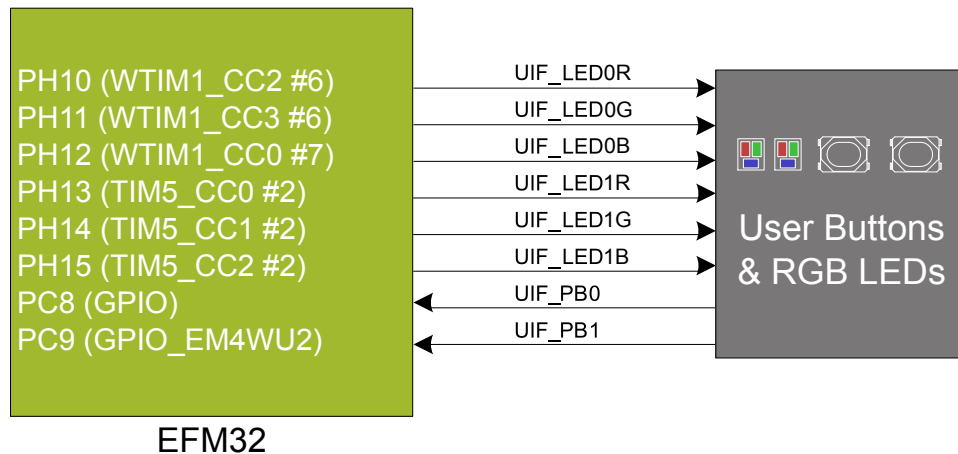 PH10 (WTIM1_CC2 #6)
PH11 (WTIM1_CC3 #6)
PH12 (WTIM1_CC0 #7)
PH13 (TIM5_CC0 #2)
PH14 (TIM5_CC1 #2)
PH15 (TIM5_CC2 #2)
PC8 (GPIO)
PC9 (GPIO_EM4WU2)
EFM32
UIF_LED0R
UIF_LED0G
UIF_LED0B
UIF_LED1R
UIF_LED1G
UIF_LED1B
UIF_PB0
UIF_PB1
User Buttons
& RGB LEDs